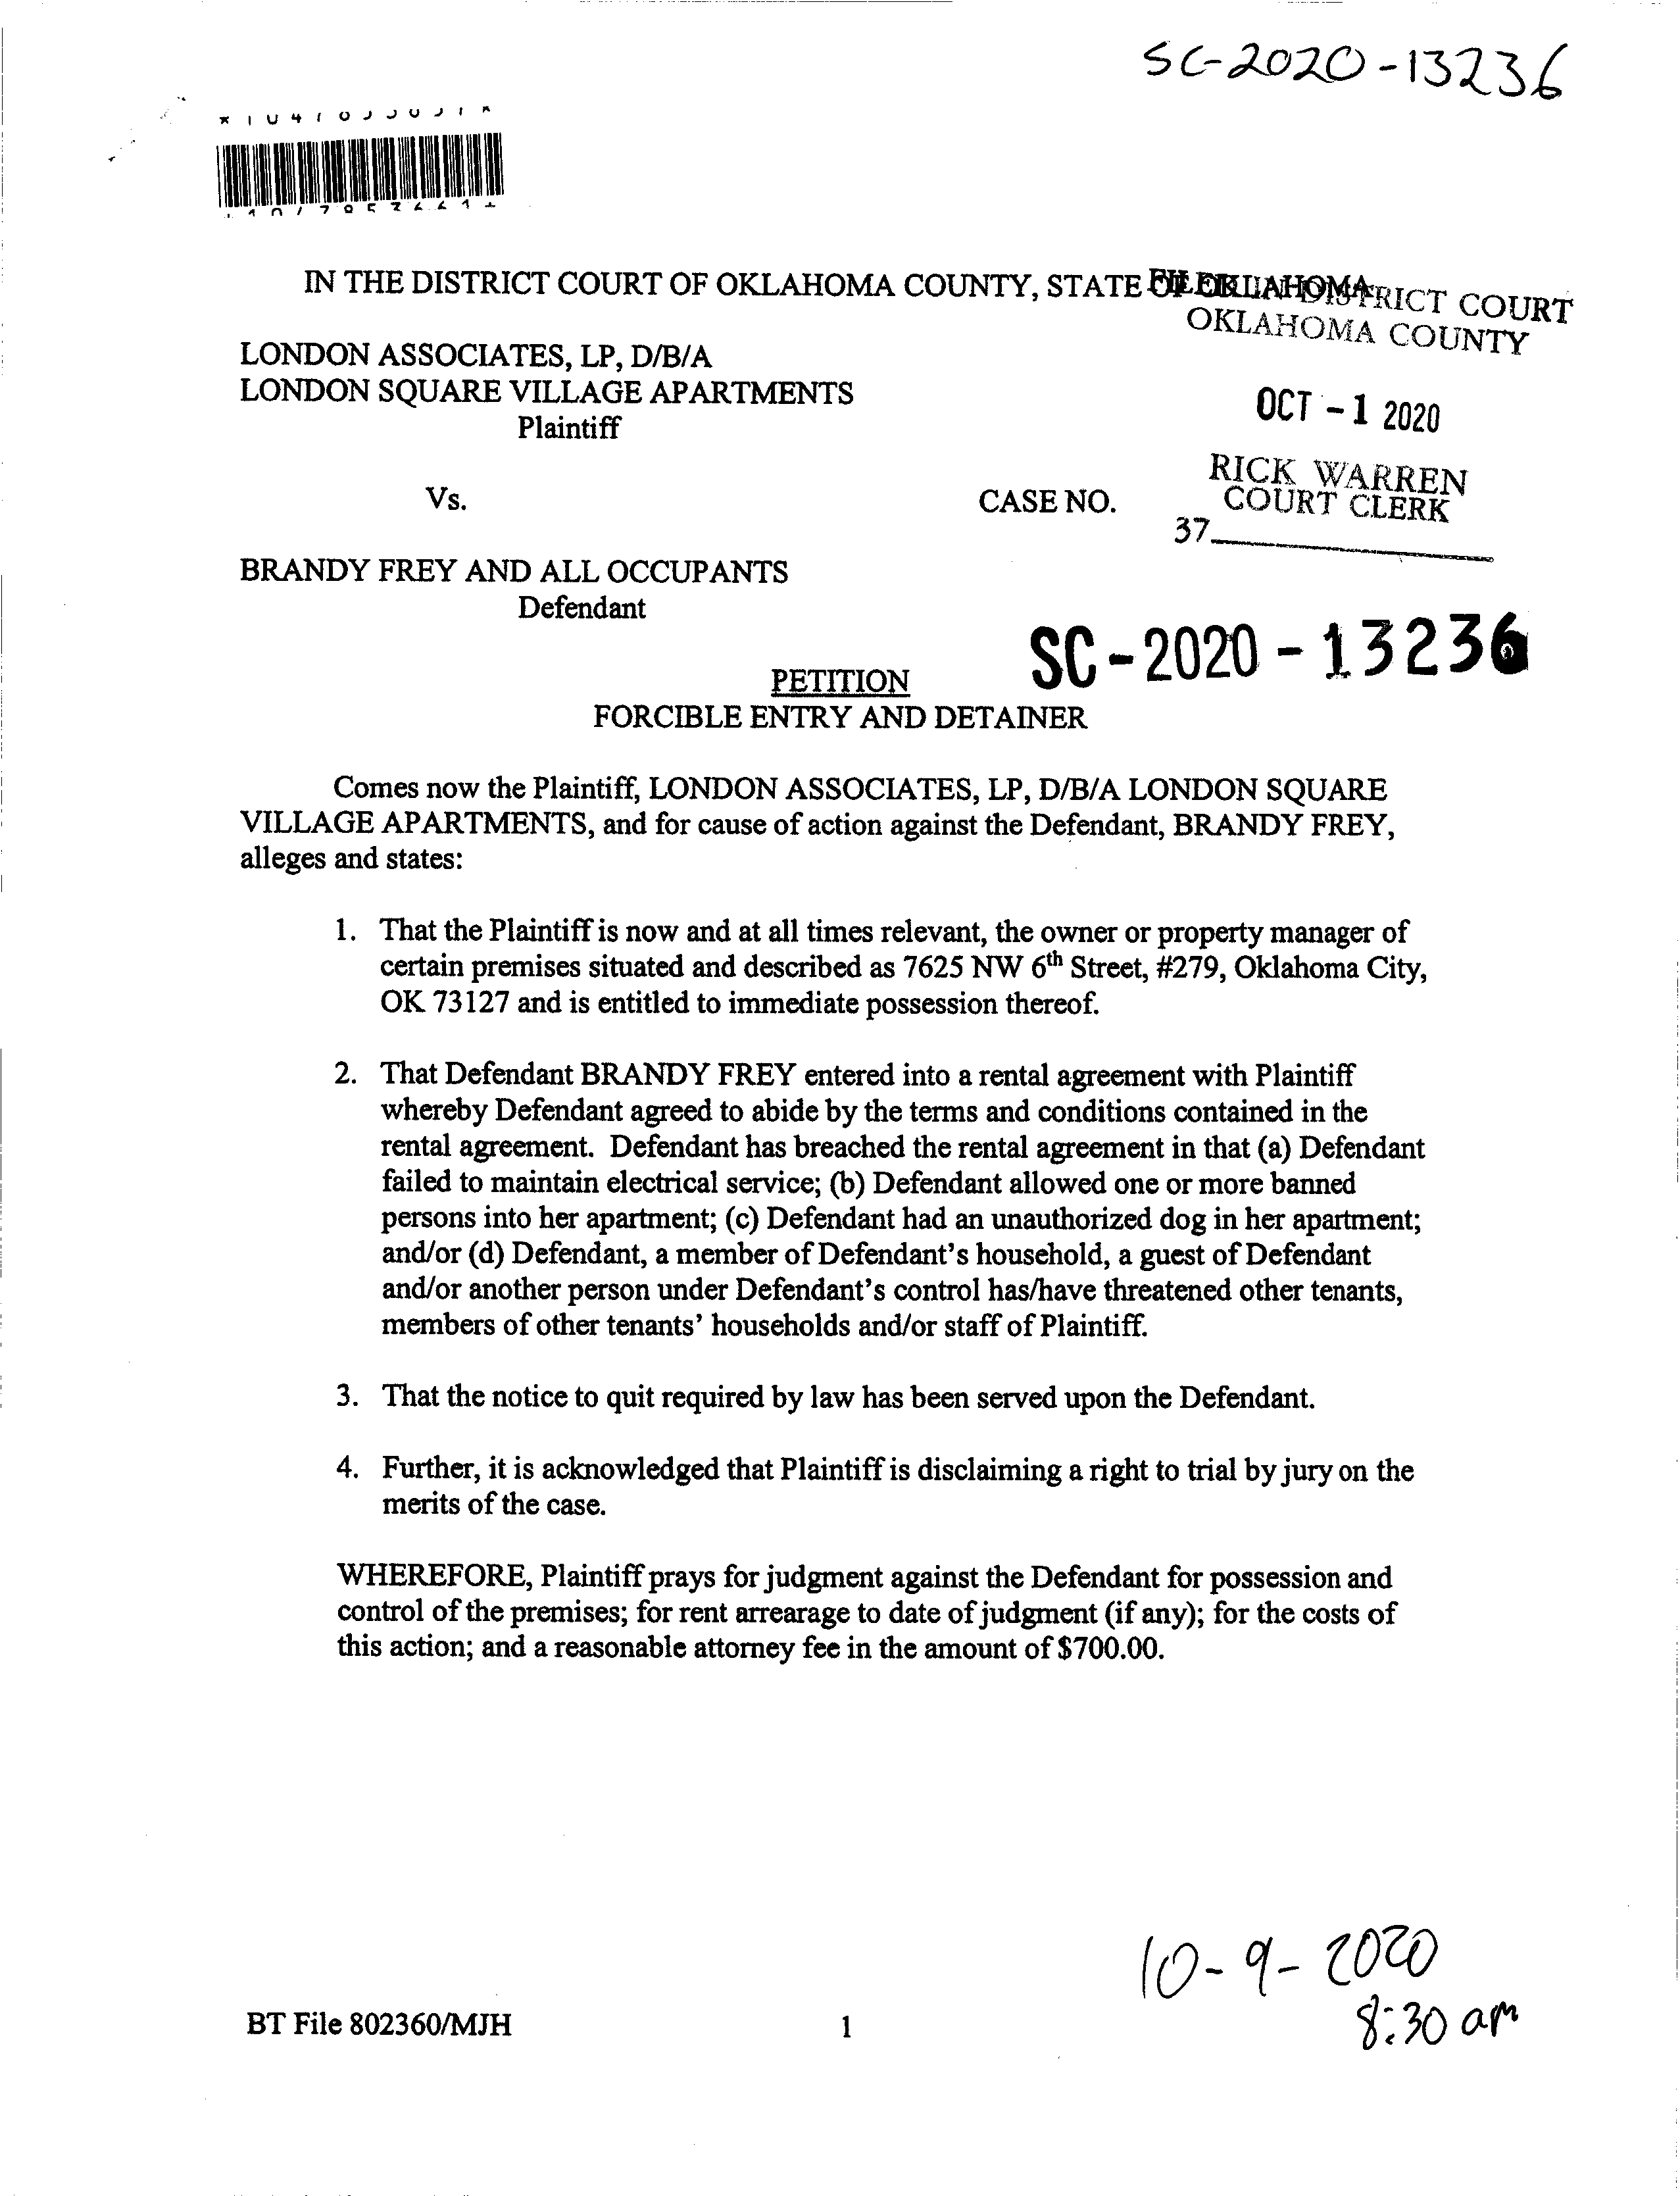 SC-2020-13236
IN THE DISTRICT COURT OF OKLAHOMA COUNTY, STATE OF OKLAHOMA
FILED IN DISTRICT COURT
OKLAHOMA COUNTY
LONDON ASSOCIATES, LP, D/B/A
LONDON SQUARE VILLAGE APARTMENTS
Plaintiff
OCT - 1 2020
RICK WARREN
COURT CLERK
Vs.
CASE NO.
37
BRANDY FREY AND ALL OCCUPANTS
Defendant
SC - 2020 - 13236
PETITION
FORCIBLE ENTRY AND DETAINER
Comes now the Plaintiff, LONDON ASSOCIATES, LP, D/B/A LONDON SQUARE
VILLAGE APARTMENTS, and for cause of action against the Defendant, BRANDY FREY,
alleges and states:
1. That the Plaintiff is now and at all times relevant, the owner or property manager of
certain premises situated and described as 7625 NW 6th Street, #279, Oklahoma City,
OK 73127 and is entitled to immediate possession thereof.
2. That Defendant BRANDY FREY entered into a rental agreement with Plaintiff
whereby Defendant agreed to abide by the terms and conditions contained in the
rental agreement. Defendant has breached the rental agreement in that (a) Defendant
failed to maintain electrical service; (b) Defendant allowed one or more banned
persons into her apartment; (c) Defendant had an unauthorized dog in her apartment;
and/or (d) Defendant, a member of Defendant's household, a guest of Defendant
and/or another person under Defendant's control has/have threatened other tenants,
members of other tenants' households and/or staff of Plaintiff.
3. That the notice to quit required by law has been served upon the Defendant.
4. Further, it is acknowledged that Plaintiff is disclaiming a right to trial by jury on the
merits of the case.
WHEREFORE, Plaintiff prays for judgment against the Defendant for possession and
control of the premises; for rent arrearage to date of judgment (if any); for the costs of
this action; and a reasonable attorney fee in the amount of $700.00.
10-9-2020
8:30 am
BT File 802360/MJH
1